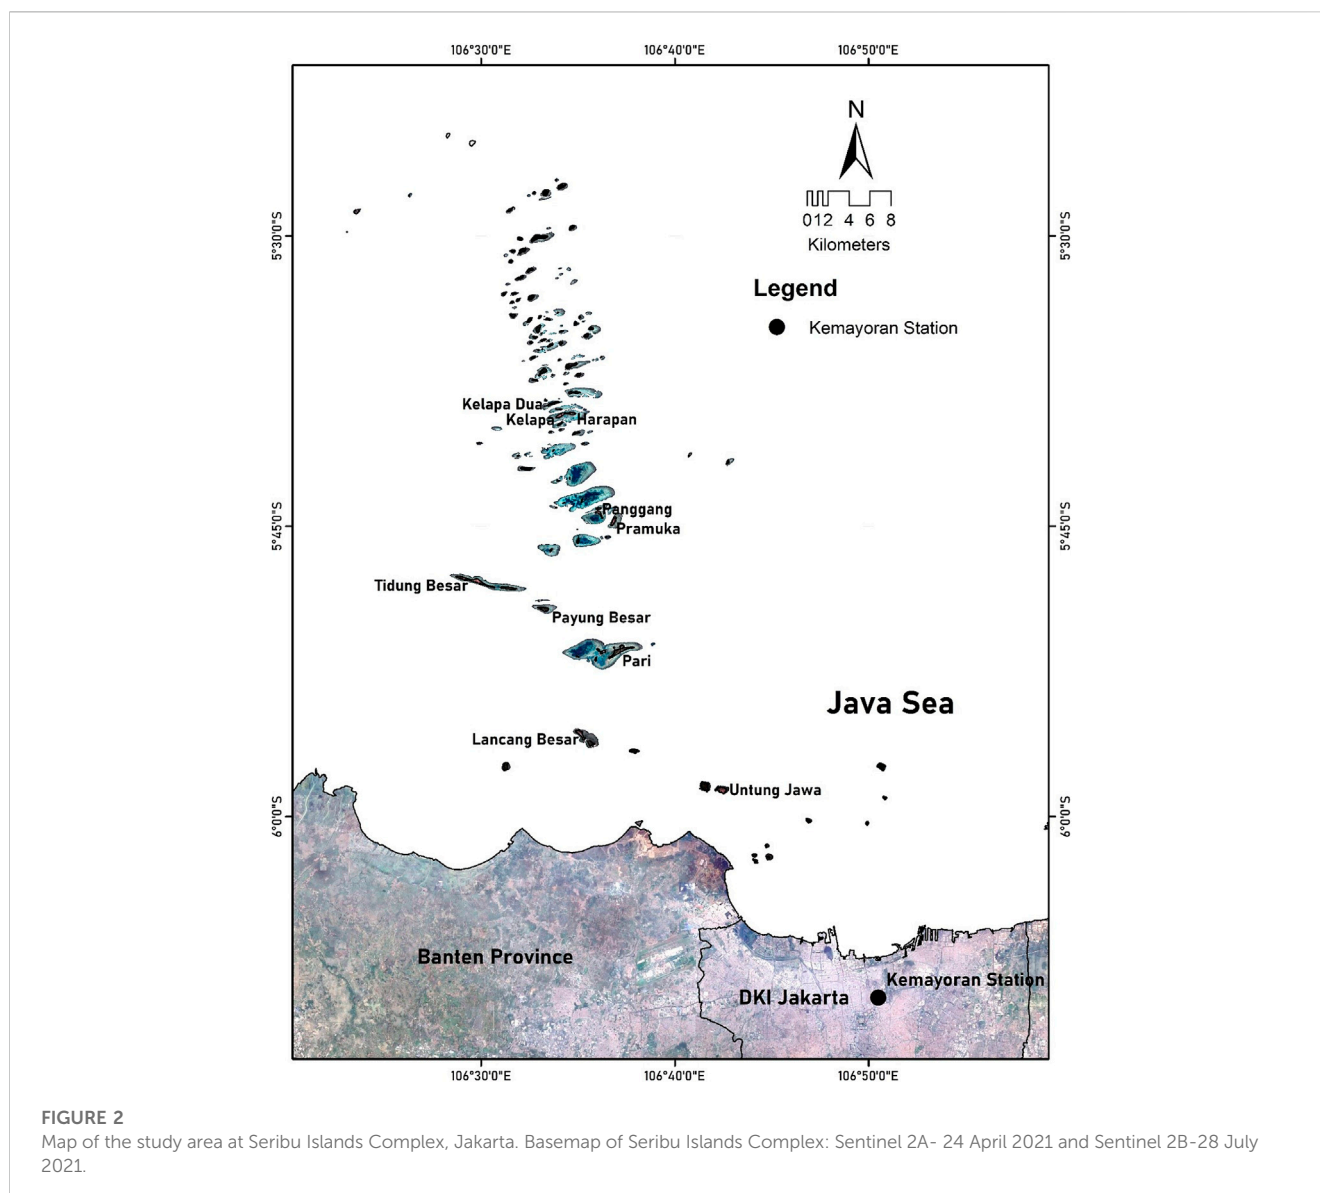 106°30'0"E
106°40'0"E
106°50'0"E
N
012 4 6 8
Kilometers
5°30'0"S
5°30'0"S
Legend
Kemayoran Station
Kelapa Dua
Kelapa
Harapan
Panggang
Pramuka
5°45'0"S
5°45'0"S
Tidung Besar
Payung Besar
Pari
Java Sea
Lancang Besar
Untung Jawa
6°0'0"S
6°0'0"S
Banten Province
Kemayoran Station
DKI Jakarta
106°30'0"E
106°40'0"E
106°50'0"E
FIGURE 2
Map of the study area at Seribu Islands Complex, Jakarta. Basemap of Seribu Islands Complex: Sentinel 2A- 24 April 2021 and Sentinel 2B-28 July
2021.